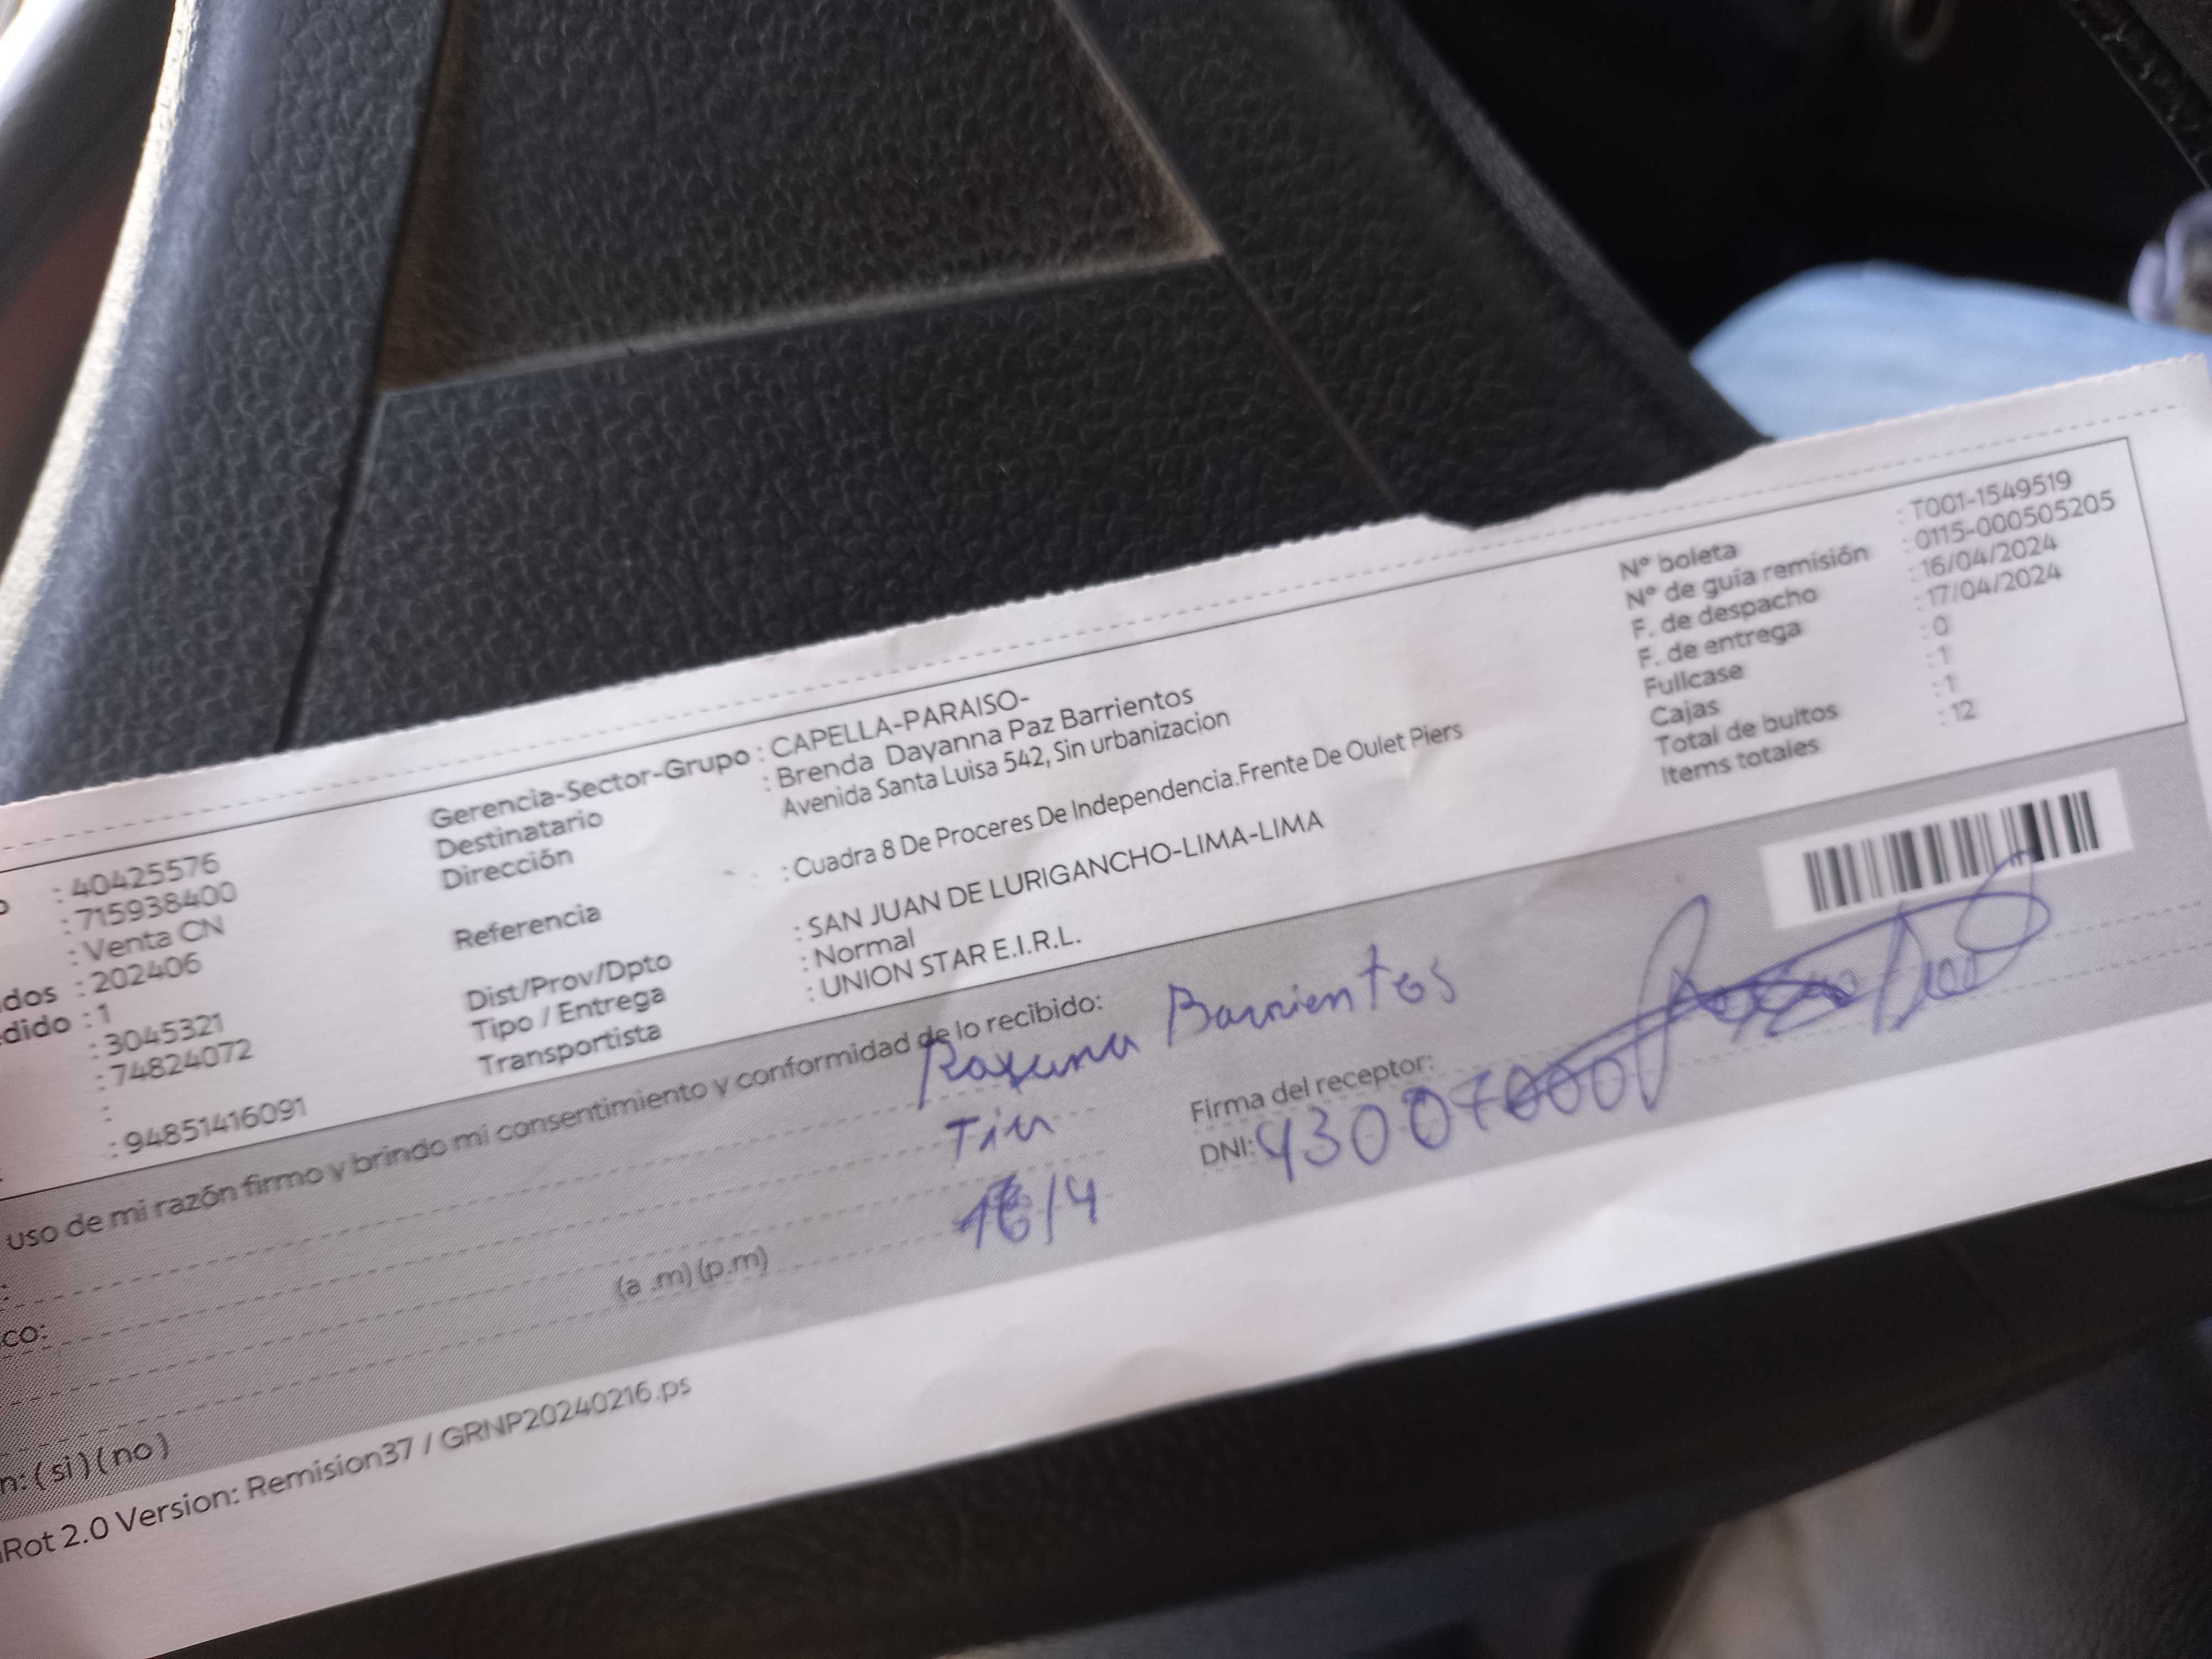 : 40425576
: 715938400
: Venta CN
dos : 202406
dido : 1
: 3045321
: 74824072
:
: 94851416091
Gerencia-Sector-Grupo : CAPELLA-PARAISO-
Destinatario : Brenda Dayanna Paz Barrientos
Dirección Avenida Santa Luisa 542, Sin urbanizacion
Referencia : Cuadra 8 De Proceres De Independencia.Frente De Oulet Piers
Dist/Prov/Dpto : SAN JUAN DE LURIGANCHO-LIMA-LIMA
Tipo / Entrega : Normal
Transportista : UNION STAR E.I.R.L.
N° boleta : T001-1549519
N° de guía remisión : 0115-000505205
F. de despacho : 16/04/2024
F. de entrega : 17/04/2024
Fullcase : 0
Cajas : 1
Total de bultos : 1
Items totales : 12
uso de mi razón firmo y brindo mi consentimiento y conformidad de lo recibido:
Barrientos
:
co:
(a .m) (p.m)
16/4
Firma del receptor:
DNI:
n: ( si ) ( no )
Rot 2.0 Version: Remision37 / GRNP20240216.ps